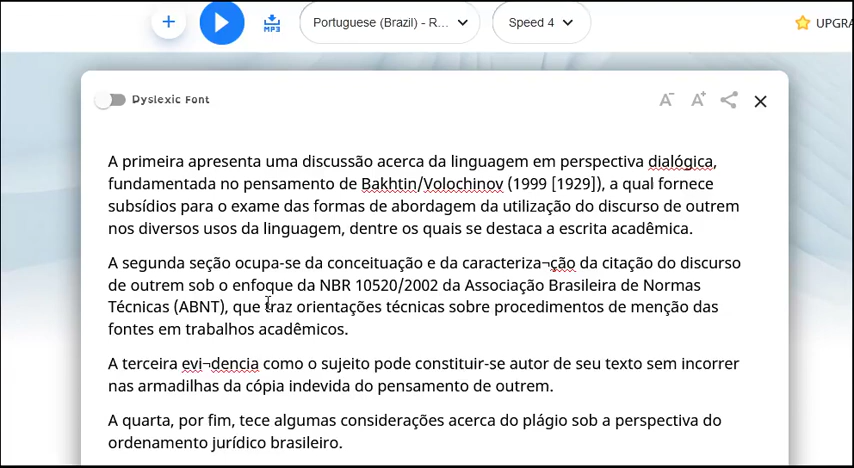 MP3
Portuguese (Brazil) - R...
Speed 4
UPGRA
Dyslexic Font
A⁻ A⁺
A primeira apresenta uma discussão acerca da linguagem em perspectiva dialógica,
fundamentada no pensamento de Bakhtin/Volochinov (1999 [1929]), a qual fornece
subsídios para o exame das formas de abordagem da utilização do discurso de outrem
nos diversos usos da linguagem, dentre os quais se destaca a escrita acadêmica.
A segunda seção ocupa-se da conceituação e da caracteriza¬ção da citação do discurso
de outrem sob o enfoque da NBR 10520/2002 da Associação Brasileira de Normas
Técnicas (ABNT), que traz orientações técnicas sobre procedimentos de menção das
fontes em trabalhos acadêmicos.
A terceira evi¬dencia como o sujeito pode constituir-se autor de seu texto sem incorrer
nas armadilhas da cópia indevida do pensamento de outrem.
A quarta, por fim, tece algumas considerações acerca do plágio sob a perspectiva do
ordenamento jurídico brasileiro.